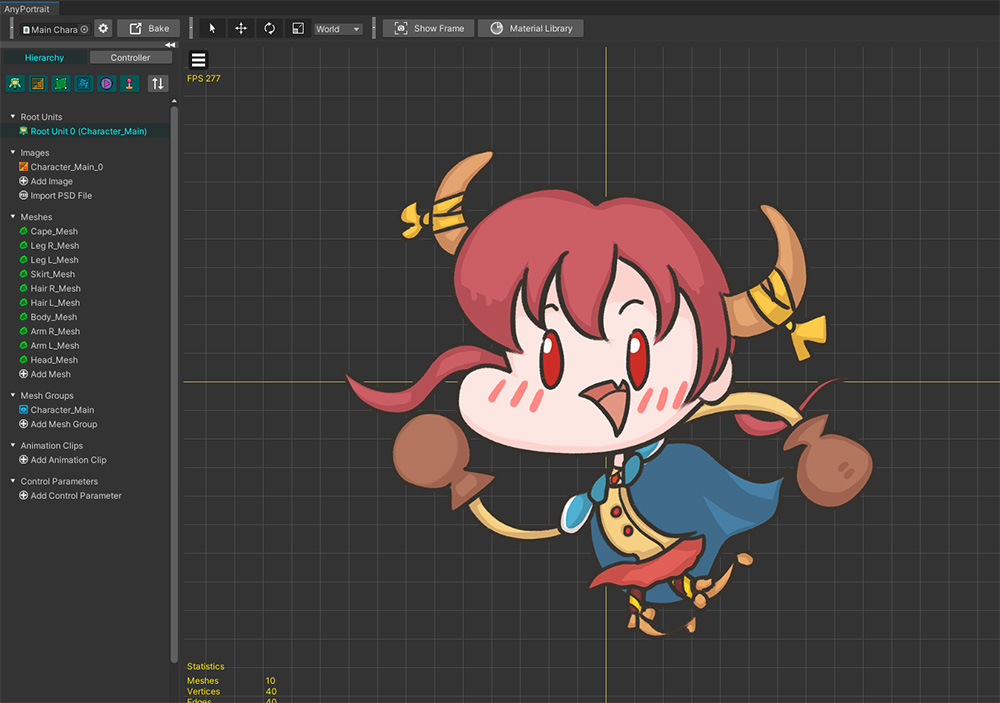 AnyPortrait
Main Chara
Bake
World
Show Frame
Material Library
Hierarchy
Controller
FPS 277
Root Units
Root Unit 0 (Character_Main)
Images
Character_Main_0
Add Image
Import PSD File
Meshes
Cape_Mesh
Leg R_Mesh
Leg L_Mesh
Skirt_Mesh
Hair R_Mesh
Hair L_Mesh
Body_Mesh
Arm R_Mesh
Arm L_Mesh
Head_Mesh
Add Mesh
Mesh Groups
Character_Main
Add Mesh Group
Animation Clips
Add Animation Clip
Control Parameters
Add Control Parameter
Statistics
Meshes 10
Vertices 40
Edges 40